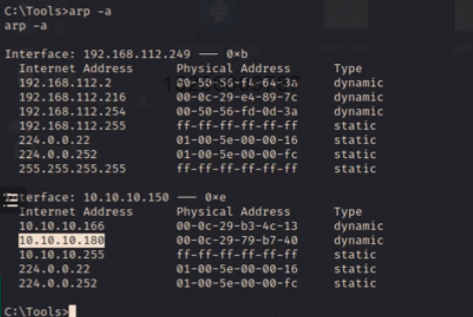 C:\Tools>arp -a
arp -a
Interface: 192.168.112.249 --- 0×b
Internet Address Physical Address Type
192.168.112.2 00-50-56-f4-64-3a dynamic
192.168.112.216 00-0c-29-e4-89-7c dynamic
192.168.112.254 00-50-56-fd-0d-3a dynamic
192.168.112.255 ff-ff-ff-ff-ff-ff static
224.0.0.22 01-00-5e-00-00-16 static
224.0.0.252 01-00-5e-00-00-fc static
255.255.255.255 ff-ff-ff-ff-ff-ff static
Interface: 10.10.10.150 --- 0×e
Internet Address Physical Address Type
10.10.10.166 00-0c-29-b3-4c-13 dynamic
10.10.10.180 00-0c-29-79-b7-40 dynamic
10.10.10.255 ff-ff-ff-ff-ff-ff static
224.0.0.22 01-00-5e-00-00-16 static
224.0.0.252 01-00-5e-00-00-fc static
C:\Tools>